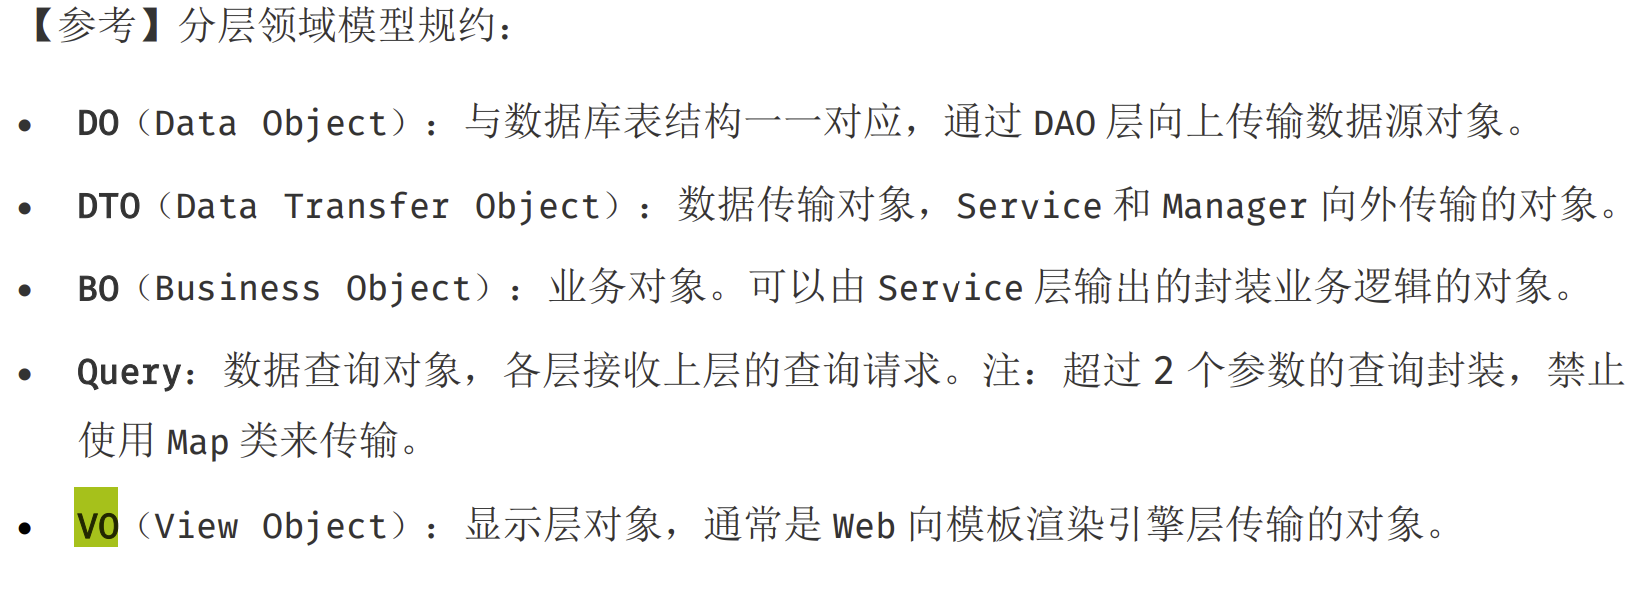 【参考】分层领域模型规约：
• DO（Data Object）：与数据库表结构一一对应，通过 DAO 层向上传输数据源对象。
• DTO（Data Transfer Object）：数据传输对象，Service 和 Manager 向外传输的对象。
• BO（Business Object）：业务对象。可以由 Service 层输出的封装业务逻辑的对象。
• Query：数据查询对象，各层接收上层的查询请求。注：超过 2 个参数的查询封装，禁止
使用 Map 类来传输。
• VO（View Object）：显示层对象，通常是 Web 向模板渲染引擎层传输的对象。